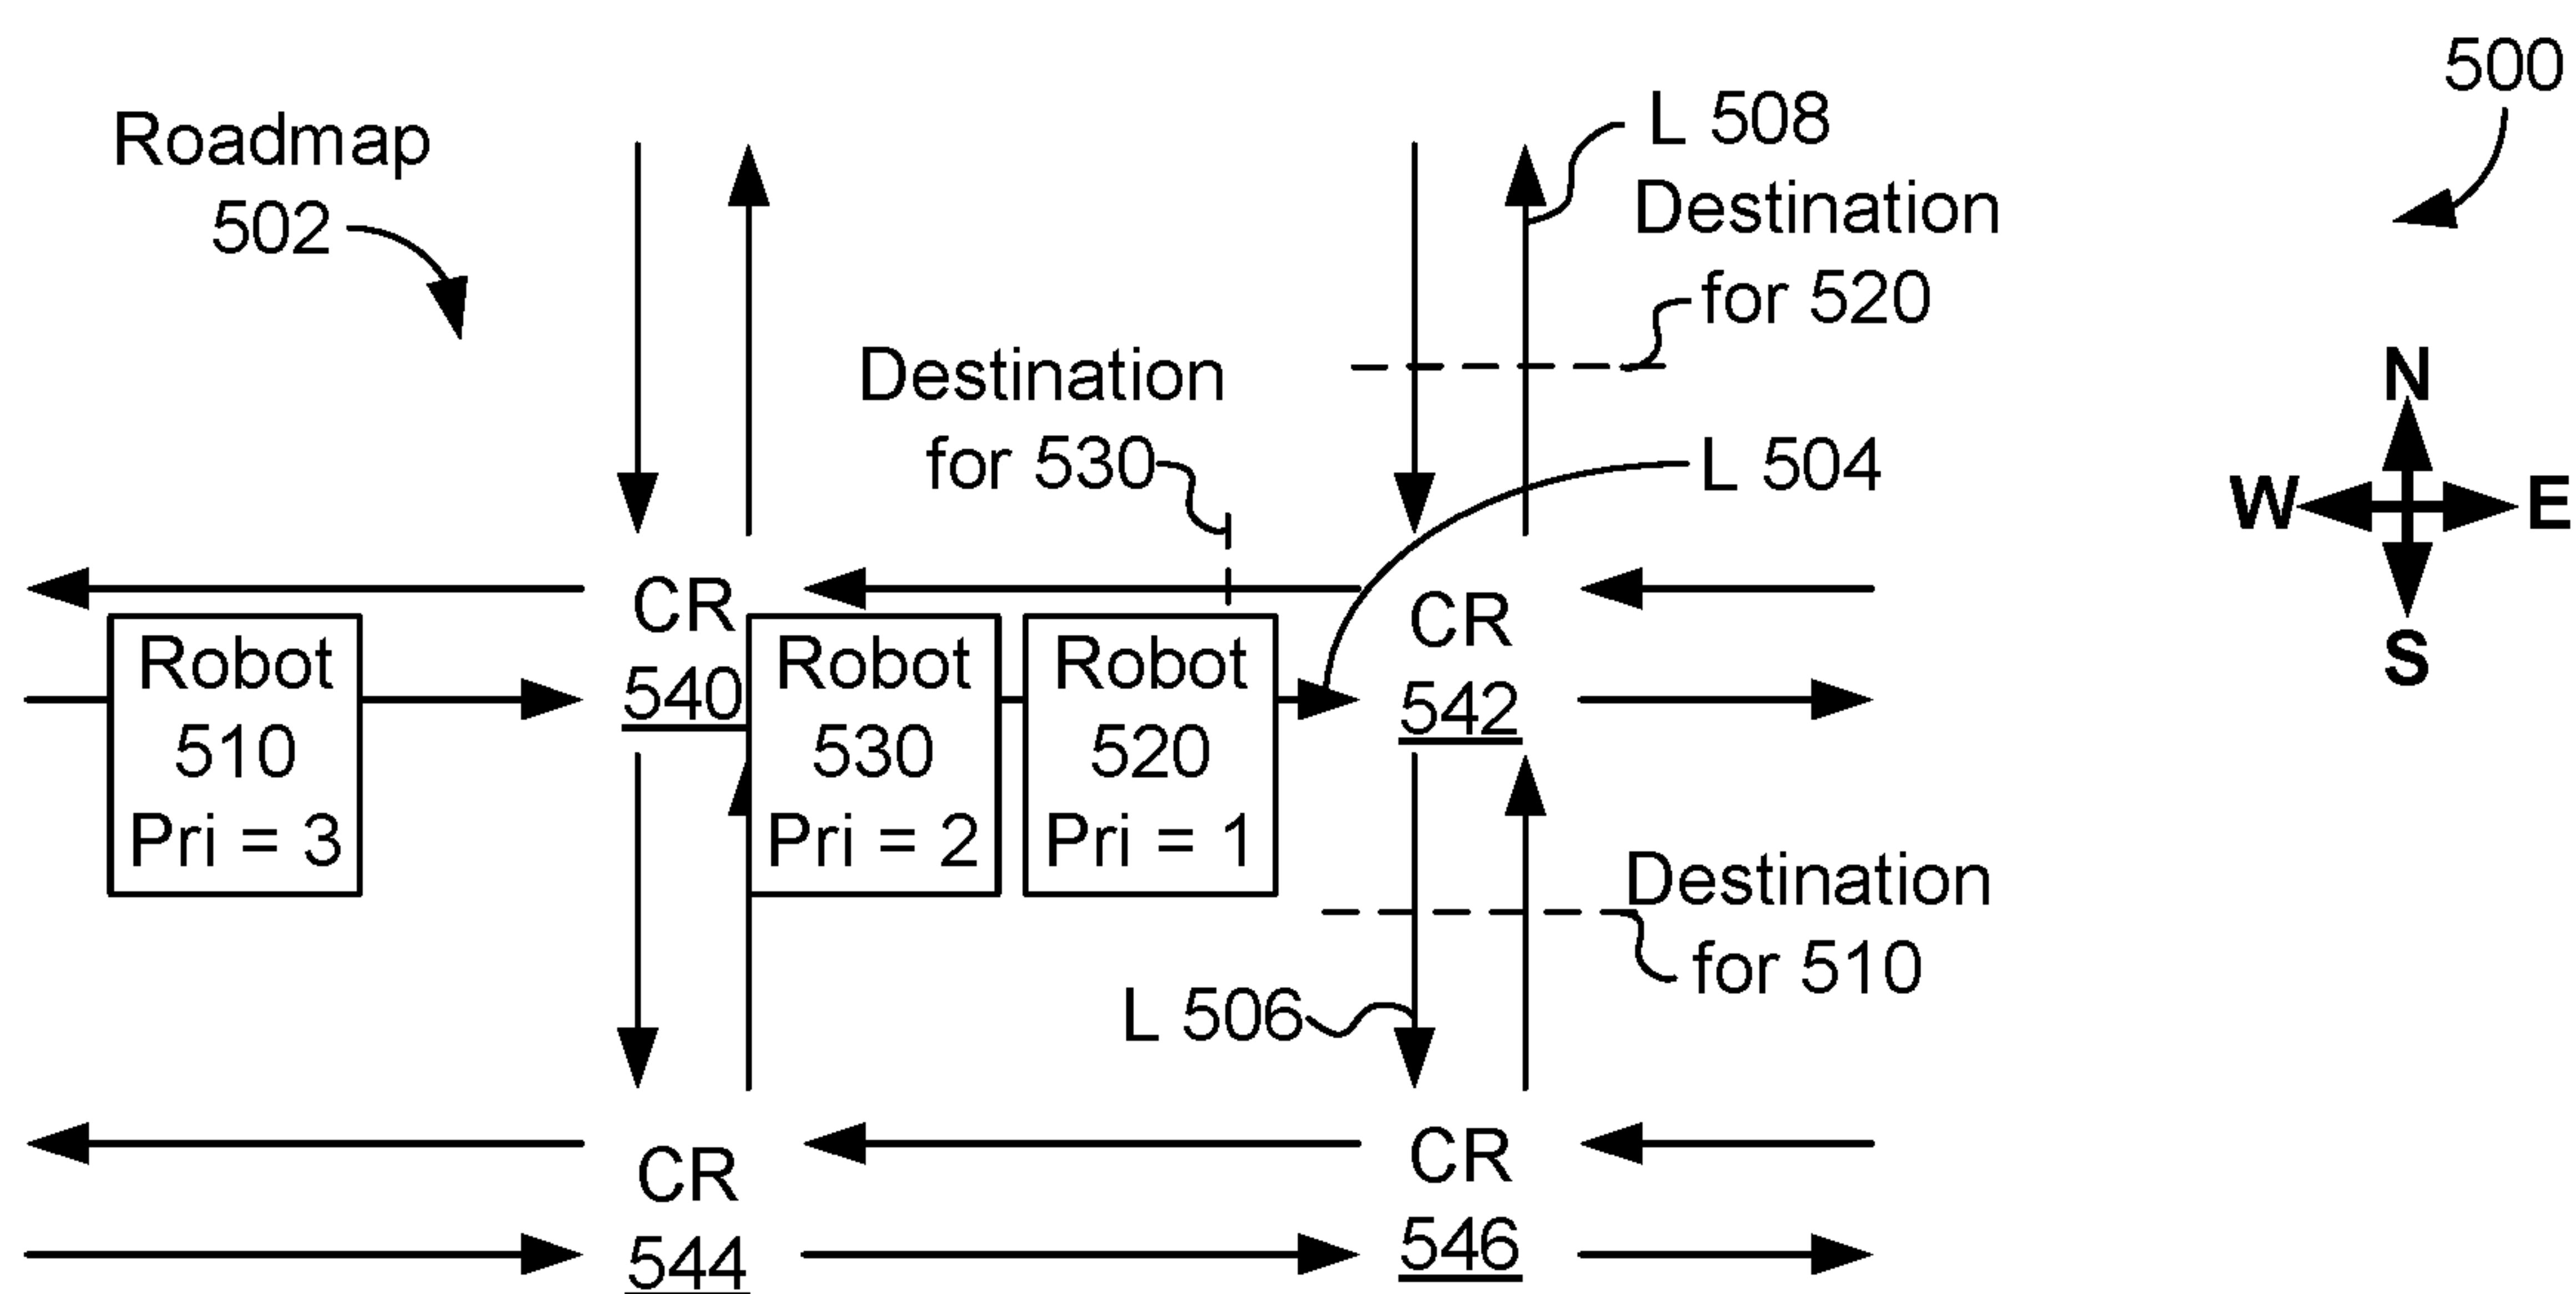 500
Roadmap
502
L 508
Destination
for 520
Destination
for 530
L 504
N
W
E
S
CR
540
Robot
510
Pri = 3
Robot
530
Pri = 2
Robot
520
Pri = 1
CR
542
Destination
for 510
L 506
CR
544
CR
546